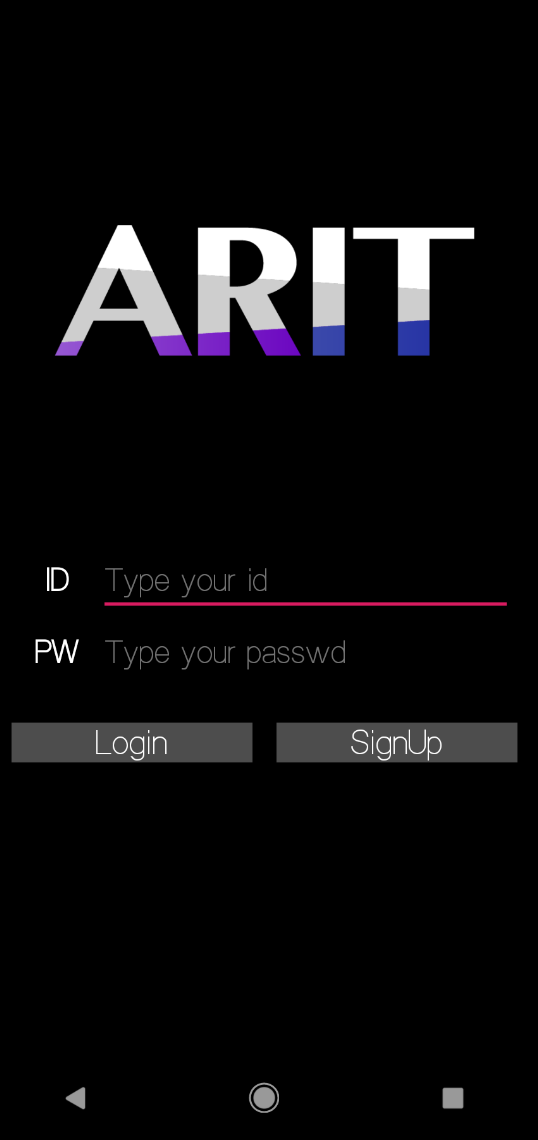 ARIT
ID Type your id
PW Type your passwd
Login SignUp